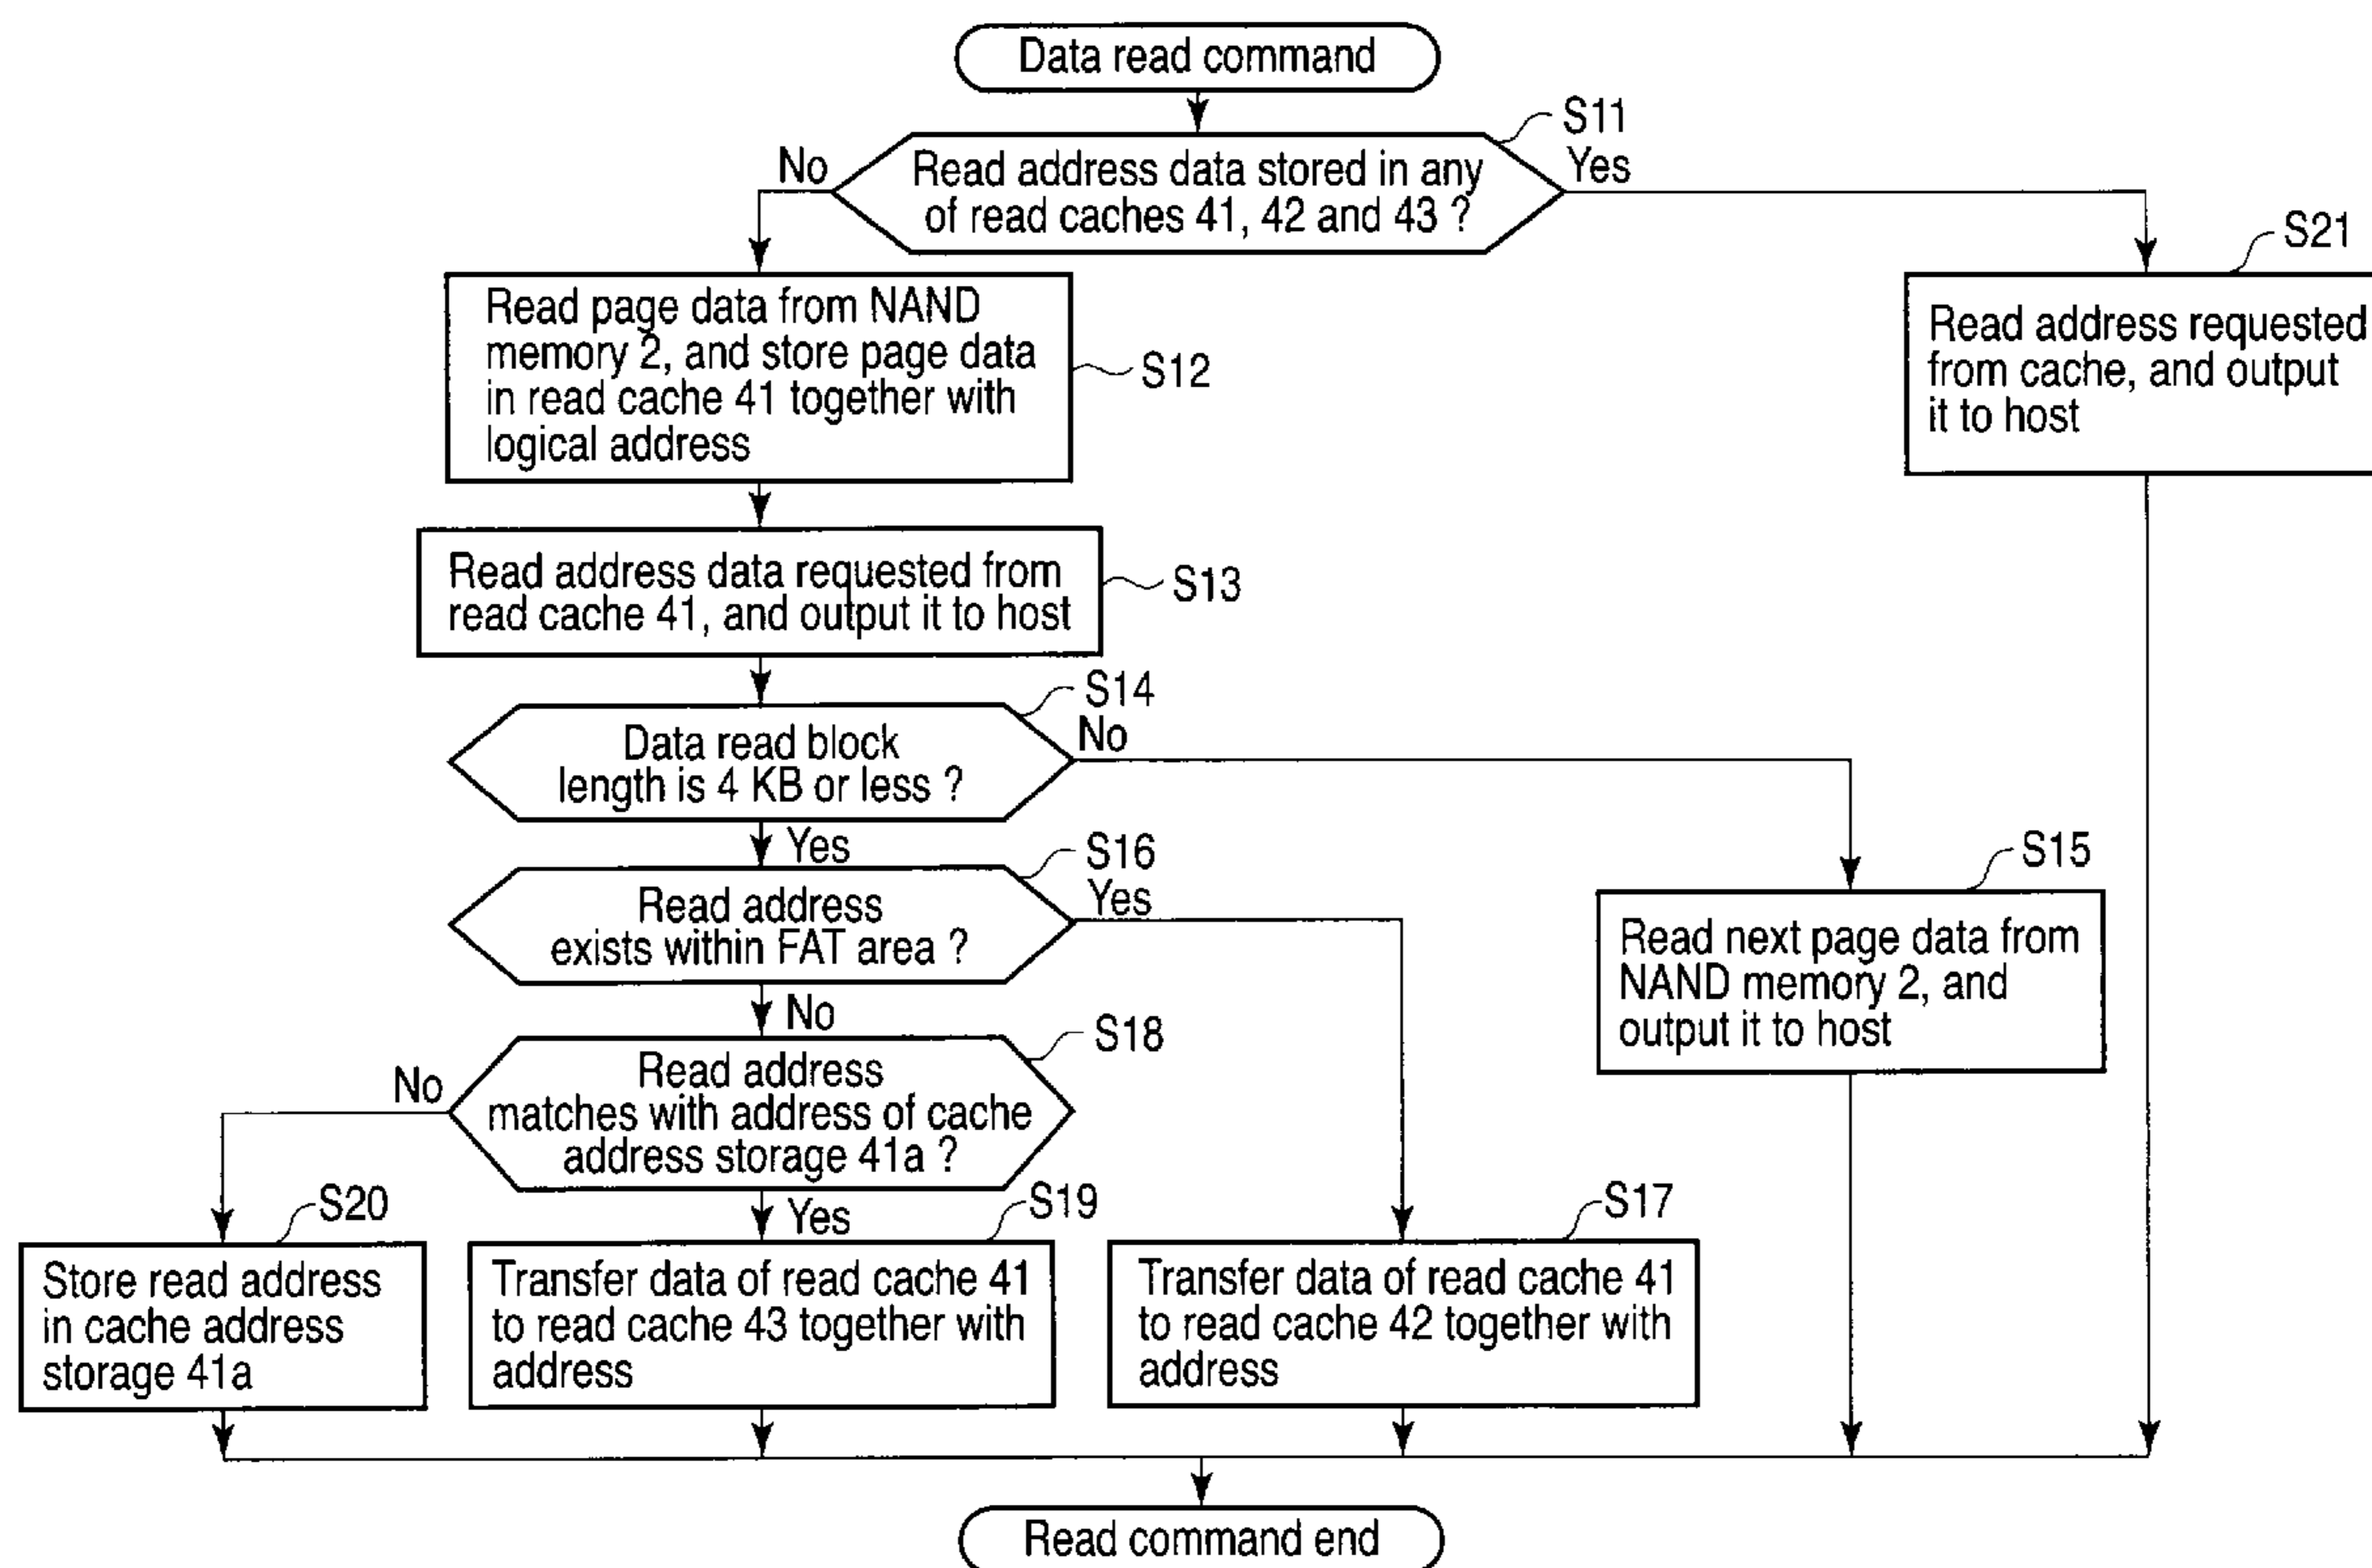 Data read command
S11
No
Read address data stored in any
of read caches 41, 42 and 43 ?
Yes
S21
Read page data from NAND
memory 2, and store page data
in read cache 41 together with
logical address
S12
Read address requested
from cache, and output
it to host
Read address data requested from
read cache 41, and output it to host
S13
S14
Data read block
length is 4 KB or less ?
No
Yes
S16
Read address
exists within FAT area ?
Yes
S15
Read next page data from
NAND memory 2, and
output it to host
No
S18
Read address
matches with address of cache
address storage 41a ?
No
Yes
S20
Store read address
in cache address
storage 41a
S19
Transfer data of read cache 41
to read cache 43 together with
address
S17
Transfer data of read cache 41
to read cache 42 together with
address
Read command end